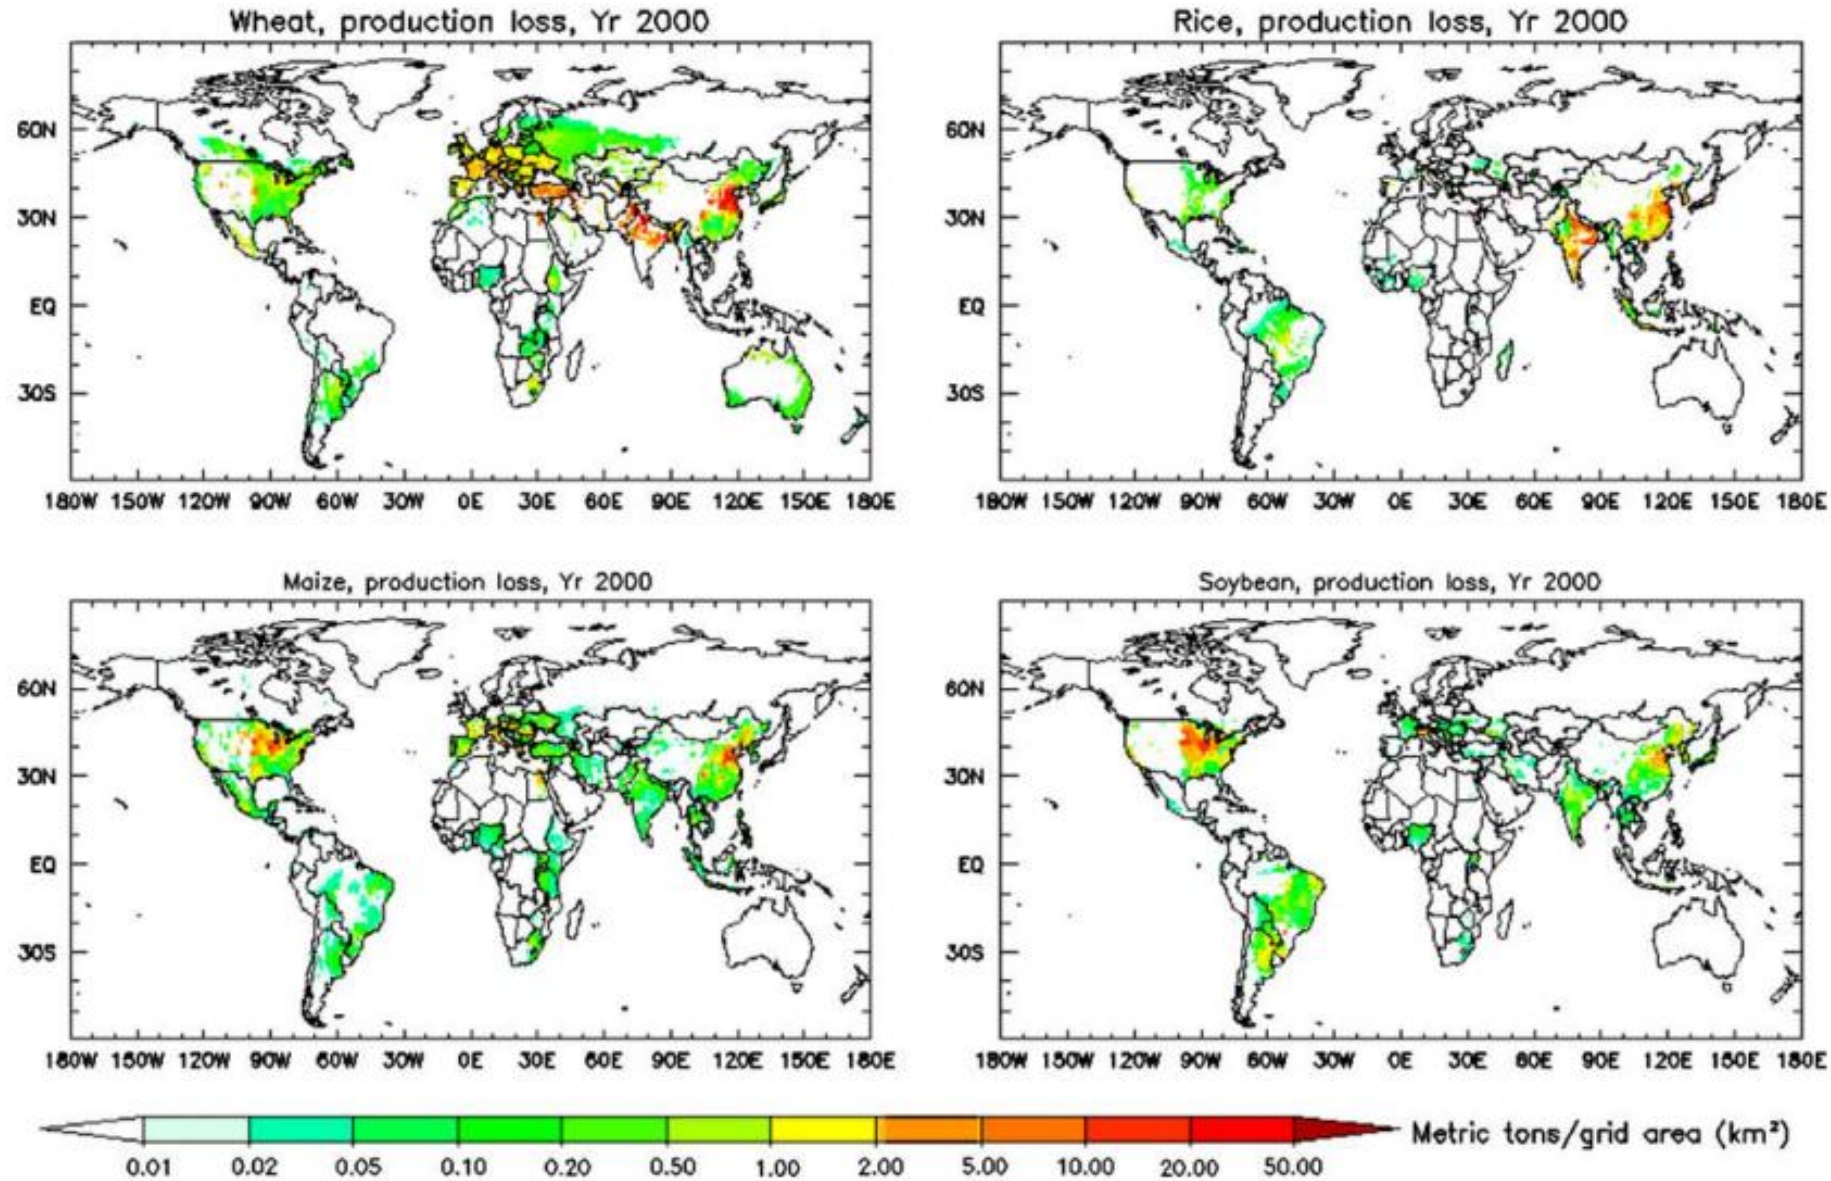 Wheat, production loss, Yr 2000
60N
30N
EQ
30S
180W 150W 120W 90W 60W 30W 0E 30E 60E 90E 120E 150E 180E
Rice, production loss, Yr 2000
60N
30N
EQ
30S
180W 150W 120W 90W 60W 30W 0E 30E 60E 90E 120E 150E 180E
Maize, production loss, Yr 2000
60N
30N
EQ
30S
180W 150W 120W 90W 60W 30W 0E 30E 60E 90E 120E 150E 180E
Soybean, production loss, Yr 2000
60N
30N
EQ
30S
180W 150W 120W 90W 60W 30W 0E 30E 60E 90E 120E 150E 180E
Metric tons/grid area (km²)
0.01 0.02 0.05 0.10 0.20 0.50 1.00 2.00 5.00 10.00 20.00 50.00